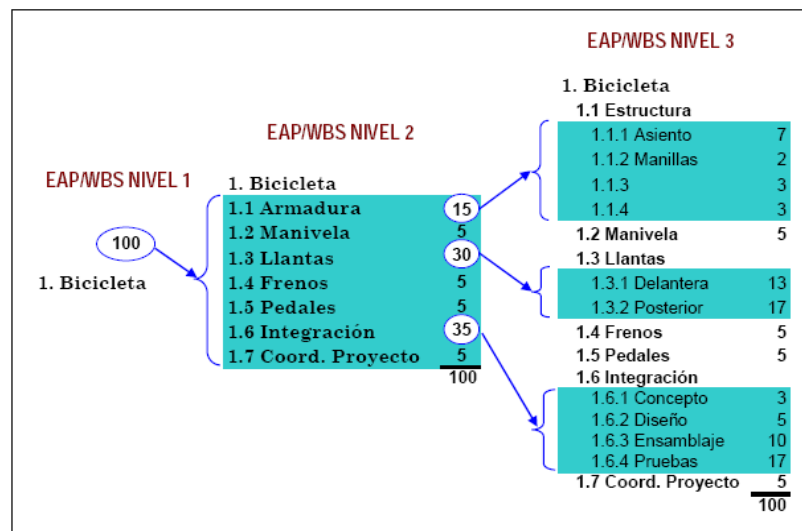 EAP/WBS NIVEL 1
100
1. Bicicleta
EAP/WBS NIVEL 2
1. Bicicleta
1.1 Armadura 15
1.2 Manivela 5
1.3 Llantas 30
1.4 Frenos 5
1.5 Pedales 5
1.6 Integración 35
1.7 Coord. Proyecto 5
100
EAP/WBS NIVEL 3
1. Bicicleta
1.1 Estructura
1.1.1 Asiento 7
1.1.2 Manillas 2
1.1.3 3
1.1.4 3
1.2 Manivela 5
1.3 Llantas
1.3.1 Delantera 13
1.3.2 Posterior 17
1.4 Frenos 5
1.5 Pedales 5
1.6 Integración
1.6.1 Concepto 3
1.6.2 Diseño 5
1.6.3 Ensamblaje 10
1.6.4 Pruebas 17
1.7 Coord. Proyecto 5
100